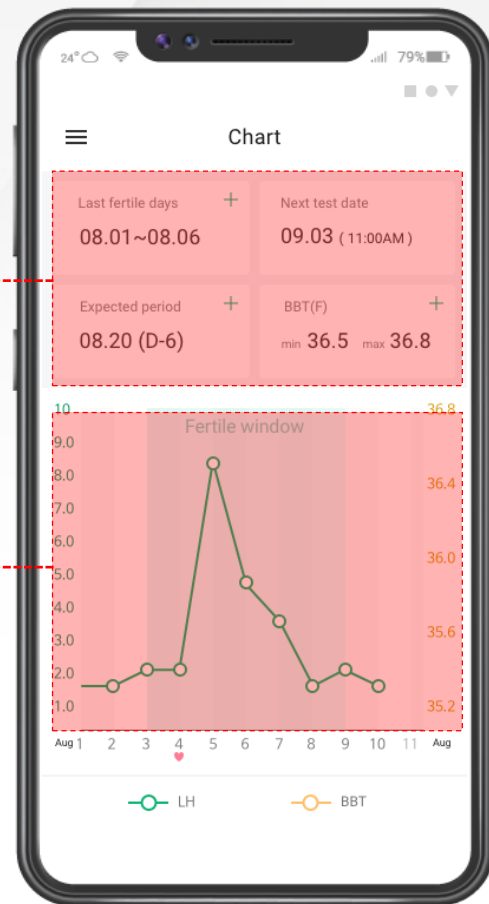 24° 79%
Chart
Last fertile days + Next test date
08.01~08.06 09.03 ( 11:00AM )
Expected period + BBT(F) +
08.20 (D-6) min 36.5 max 36.8
10 36.8
Fertile window
9.0
8.0 36.4
7.0
6.0 36.0
5.0
4.0 35.6
3.0
2.0 35.2
1.0
Aug 1 2 3 4 5 6 7 8 9 10 11 Aug
LH BBT